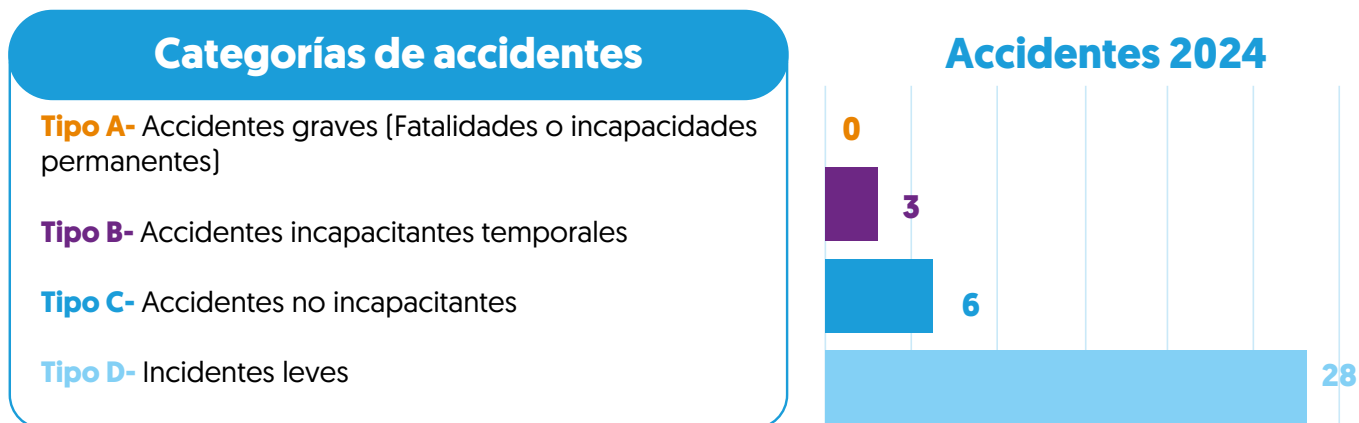 Categorías de accidentes
Tipo A- Accidentes graves (Fatalidades o incapacidades
permanentes)
Tipo B- Accidentes incapacitantes temporales
Tipo C- Accidentes no incapacitantes
Tipo D- Incidentes leves
Accidentes 2024
0
3
6
28